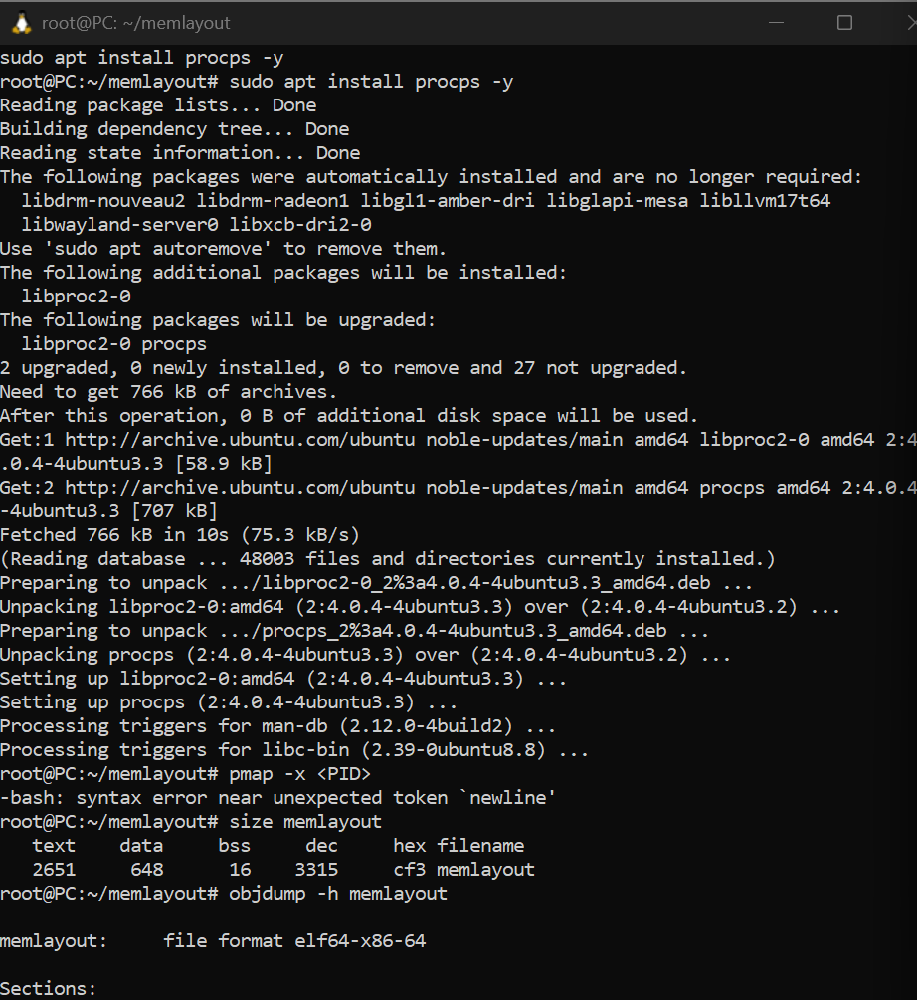 root@PC: ~/memlayout
sudo apt install procps -y
root@PC:~/memlayout# sudo apt install procps -y
Reading package lists... Done
Building dependency tree... Done
Reading state information... Done
The following packages were automatically installed and are no longer required:
  libdrm-nouveau2 libdrm-radeon1 libgl1-amber-dri libglapi-mesa libllvm17t64
  libwayland-server0 libxcb-dri2-0
Use 'sudo apt autoremove' to remove them.
The following additional packages will be installed:
  libproc2-0
The following packages will be upgraded:
  libproc2-0 procps
2 upgraded, 0 newly installed, 0 to remove and 27 not upgraded.
Need to get 766 kB of archives.
After this operation, 0 B of additional disk space will be used.
Get:1 http://archive.ubuntu.com/ubuntu noble-updates/main amd64 libproc2-0 amd64 2:4
.0.4-4ubuntu3.3 [58.9 kB]
Get:2 http://archive.ubuntu.com/ubuntu noble-updates/main amd64 procps amd64 2:4.0.4
-4ubuntu3.3 [707 kB]
Fetched 766 kB in 10s (75.3 kB/s)
(Reading database ... 48003 files and directories currently installed.)
Preparing to unpack .../libproc2-0_2%3a4.0.4-4ubuntu3.3_amd64.deb ...
Unpacking libproc2-0:amd64 (2:4.0.4-4ubuntu3.3) over (2:4.0.4-4ubuntu3.2) ...
Preparing to unpack .../procps_2%3a4.0.4-4ubuntu3.3_amd64.deb ...
Unpacking procps (2:4.0.4-4ubuntu3.3) over (2:4.0.4-4ubuntu3.2) ...
Setting up libproc2-0:amd64 (2:4.0.4-4ubuntu3.3) ...
Setting up procps (2:4.0.4-4ubuntu3.3) ...
Processing triggers for man-db (2.12.0-4build2) ...
Processing triggers for libc-bin (2.39-0ubuntu8.8) ...
root@PC:~/memlayout# pmap -x <PID>
-bash: syntax error near unexpected token `newline'
root@PC:~/memlayout# size memlayout
   text    data     bss     dec     hex filename
   2651     648      16    3315     cf3 memlayout
root@PC:~/memlayout# objdump -h memlayout
memlayout:     file format elf64-x86-64
Sections: